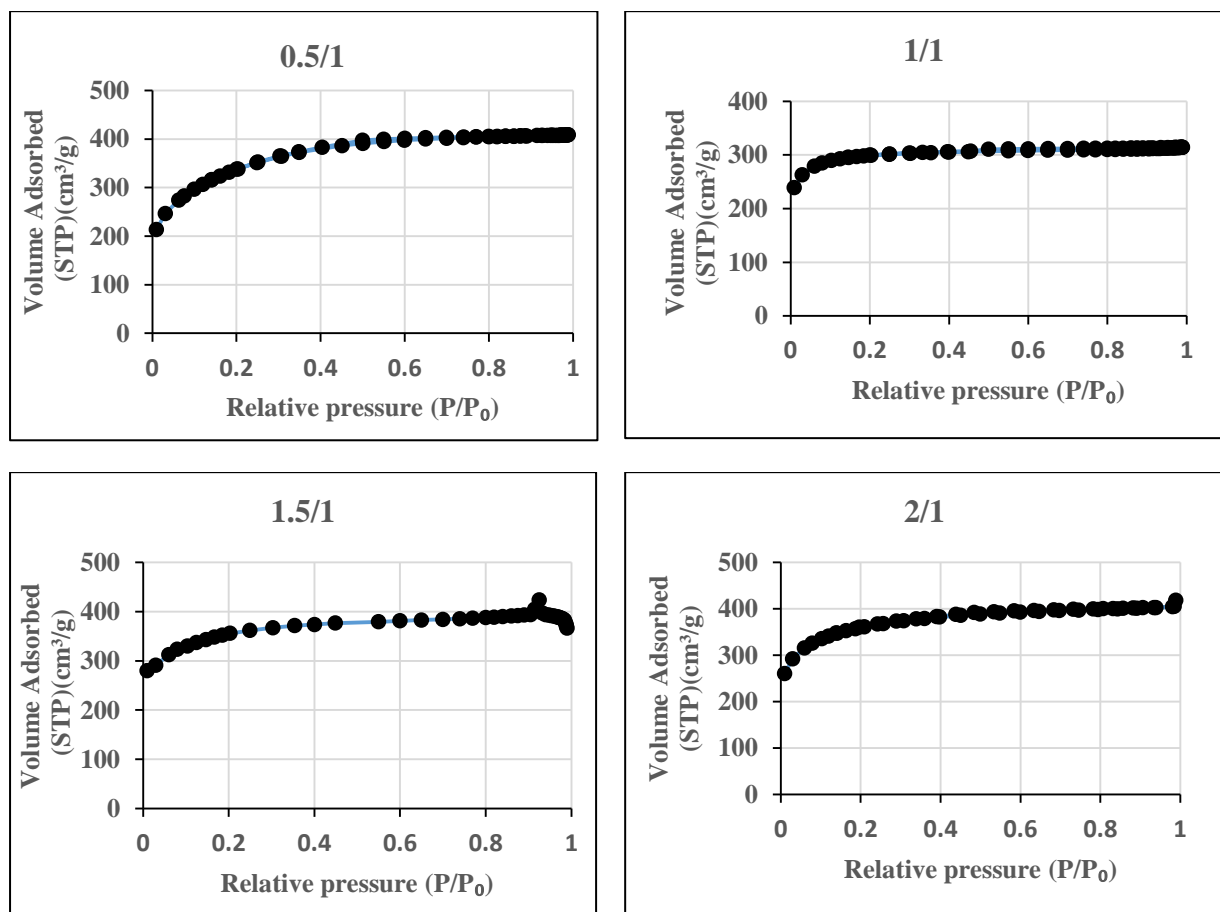 0.5/1
Volume Adsorbed
(STP)(cm³/g)
500
400
300
200
100
0
0 0.2 0.4 0.6 0.8 1
Relative pressure (P/P₀)
1/1
Volume Adsorbed
(STP)(cm³/g)
400
300
200
100
0
0 0.2 0.4 0.6 0.8 1
Relative pressure (P/P₀)
1.5/1
Volume Adsorbed
(STP)(cm³/g)
500
400
300
200
100
0
0 0.2 0.4 0.6 0.8 1
Relative pressure (P/P₀)
2/1
Volume Adsorbed
(STP)(cm³/g)
500
400
300
200
100
0
0 0.2 0.4 0.6 0.8 1
Relative pressure (P/P₀)